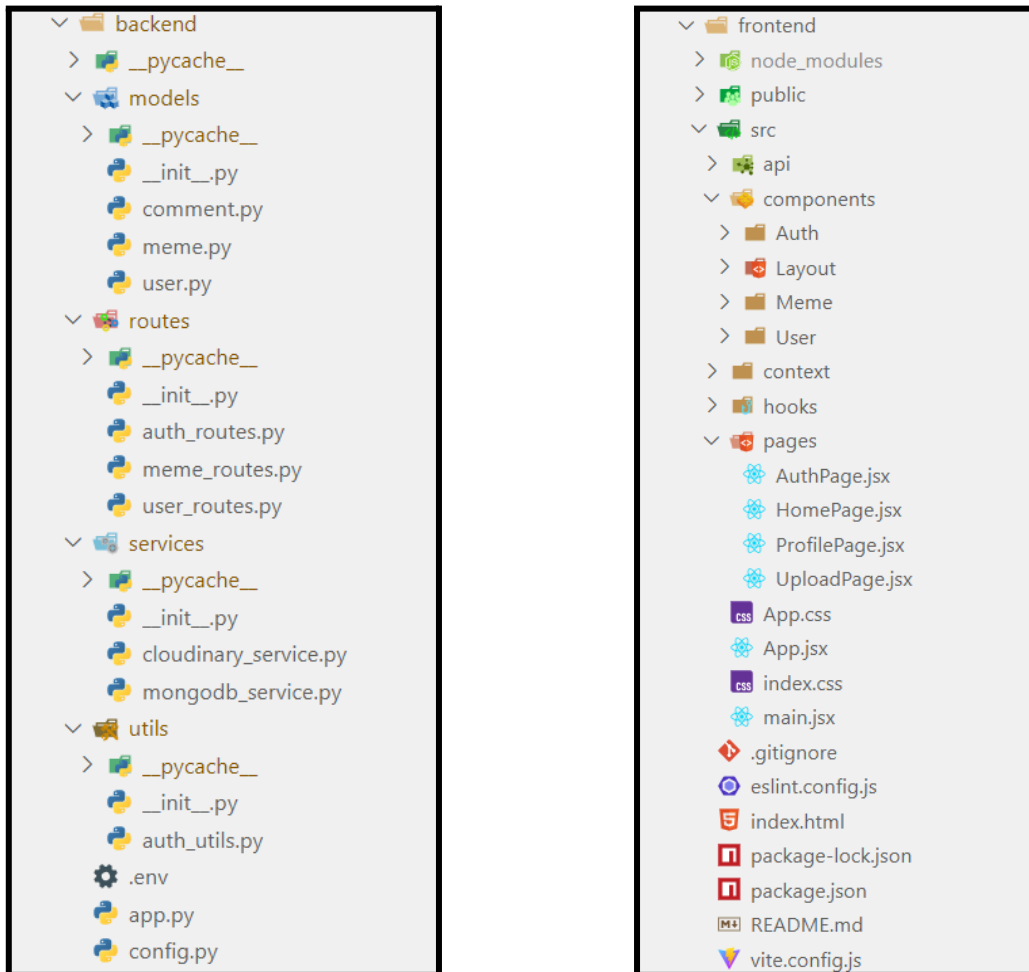 backend
__pycache__
models
__pycache__
__init__.py
comment.py
meme.py
user.py
routes
__pycache__
__init__.py
auth_routes.py
meme_routes.py
user_routes.py
services
__pycache__
__init__.py
cloudinary_service.py
mongodb_service.py
utils
__pycache__
__init__.py
auth_utils.py
.env
app.py
config.py
frontend
node_modules
public
src
api
components
Auth
Layout
Meme
User
context
hooks
pages
AuthPage.jsx
HomePage.jsx
ProfilePage.jsx
UploadPage.jsx
App.css
App.jsx
index.css
main.jsx
.gitignore
eslint.config.js
index.html
package-lock.json
package.json
README.md
vite.config.js